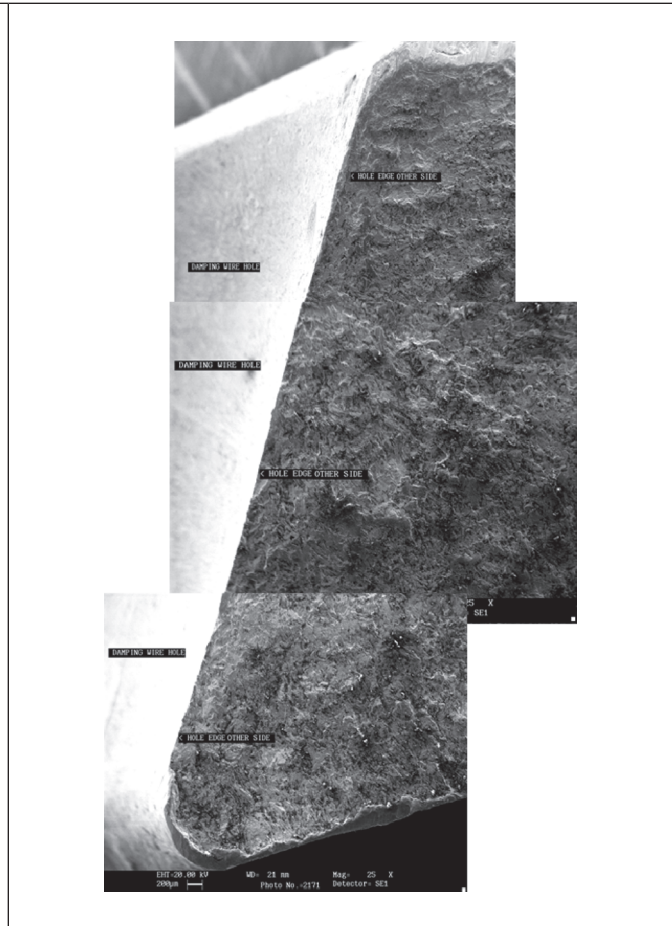 < HOLE EDGE OTHER SIDE
DAMPING WIRE HOLE
DAMPING WIRE HOLE
< HOLE EDGE OTHER SIDE
5 X
SE1
DAMPING WIRE HOLE
< HOLE EDGE OTHER SIDE
EHT=20.00 kV WD= 21 mm Mag= 25 X
200µm Photo No.=2171 Detector= SE1